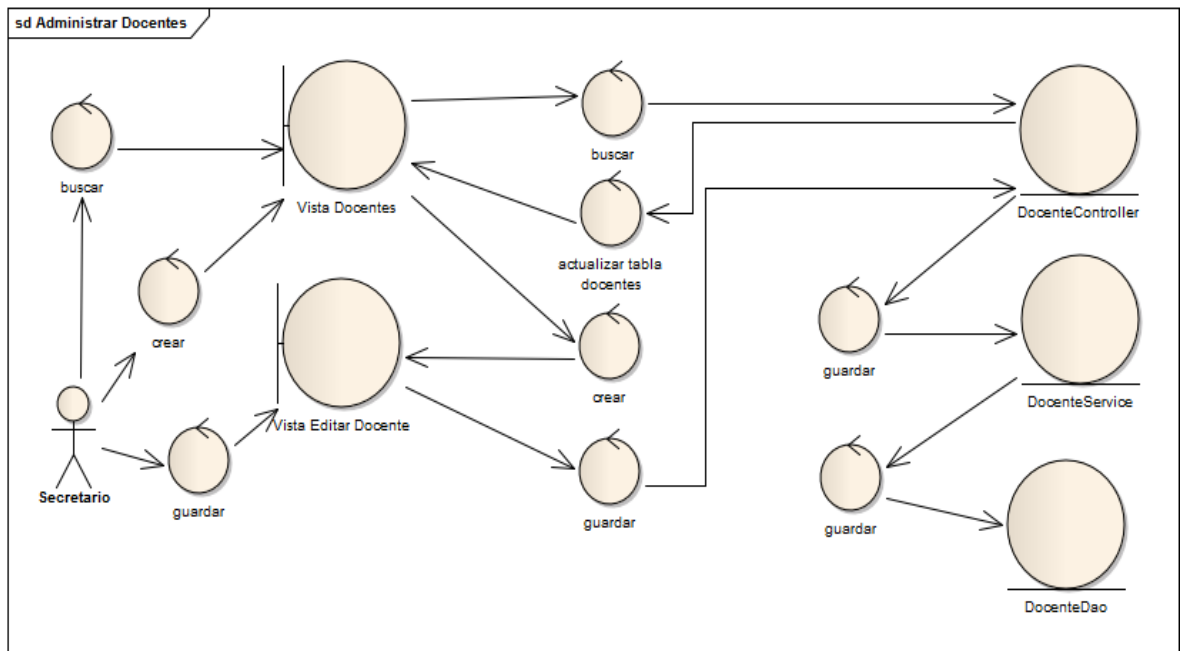 sd Administrar Docentes
buscar
Vista Docentes
buscar
DocenteController
actualizar tabla
docentes
crear
guardar
crear
DocenteService
Vista Editar Docente
Secretario
guardar
guardar
guardar
DocenteDao